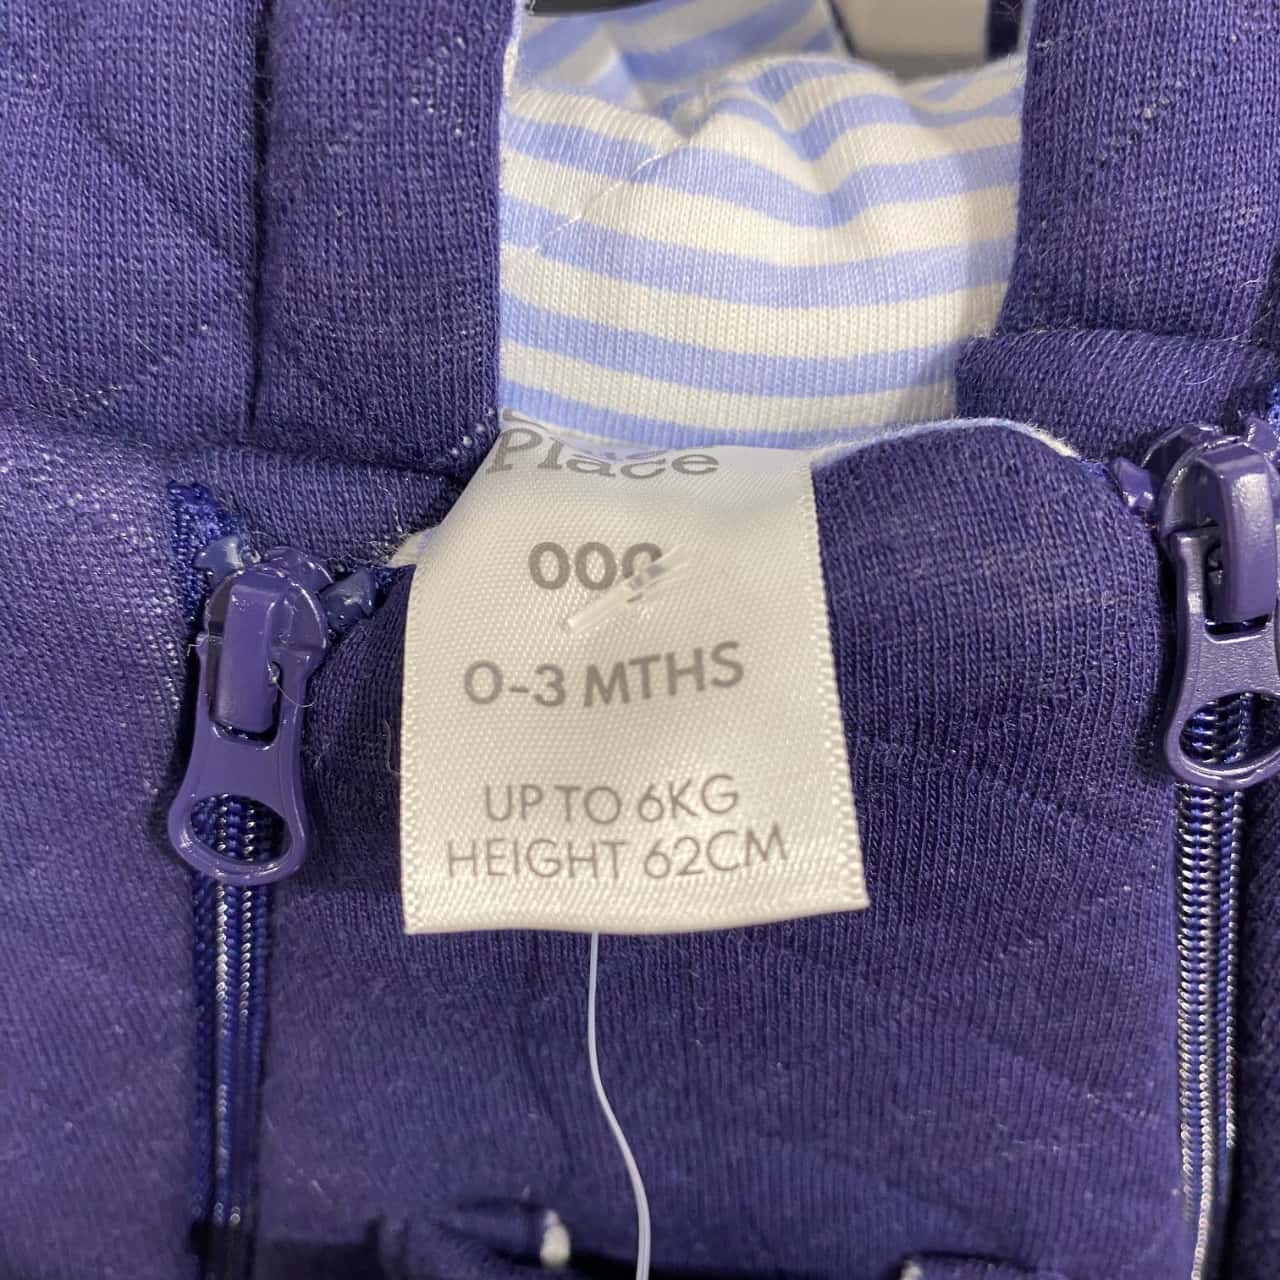 Place
000
0-3 MTHS
UP TO 6KG
HEIGHT 62CM